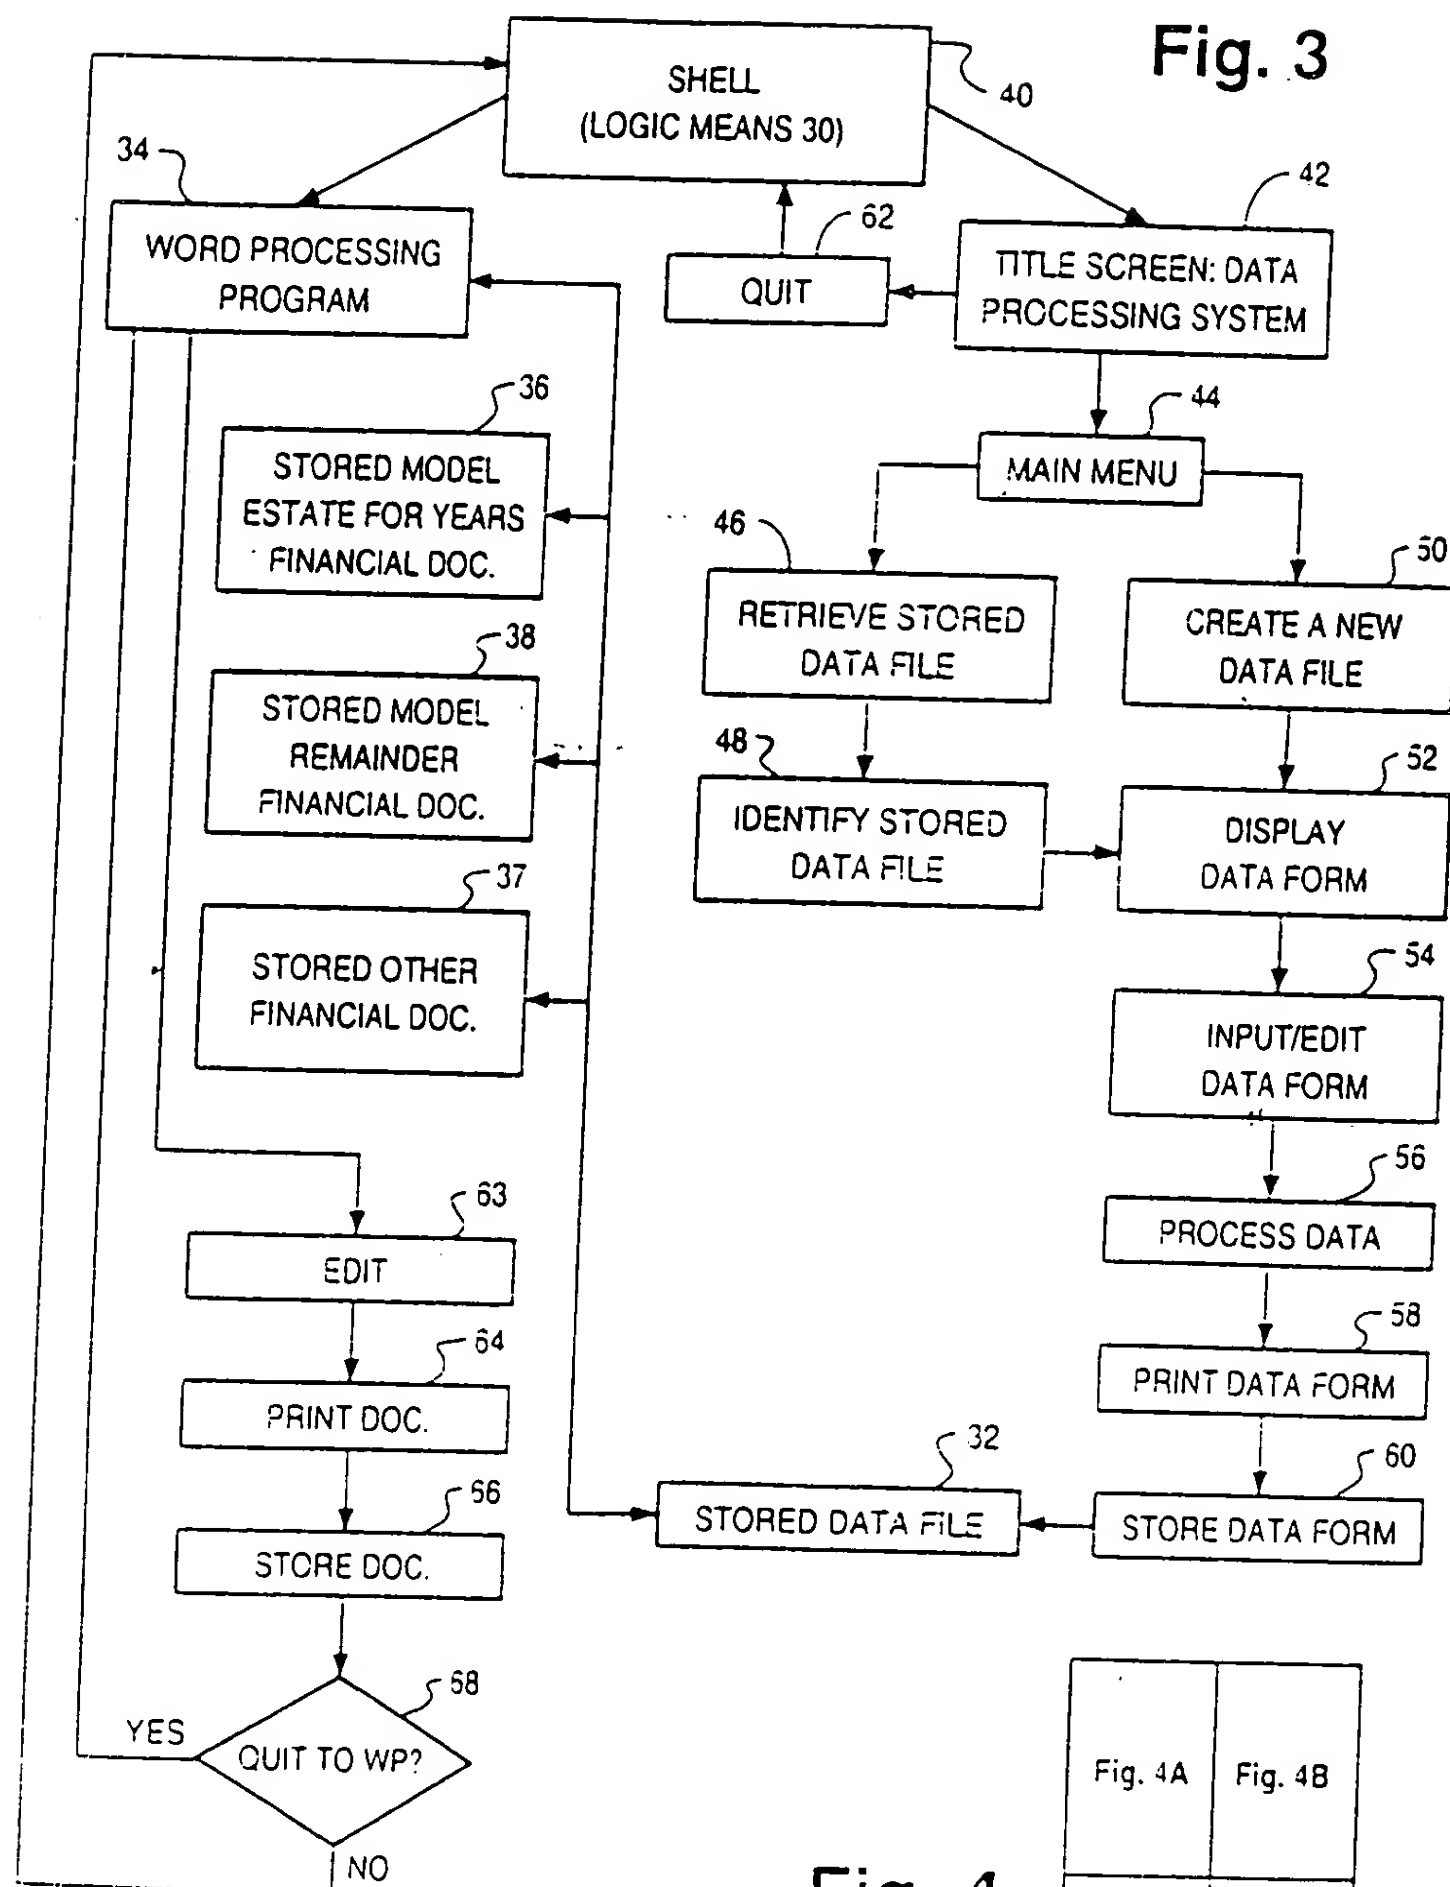 Fig. 3
SHELL
(LOGIC MEANS 30)
40
34
WORD PROCESSING
PROGRAM
62
QUIT
42
TITLE SCREEN: DATA
PROCESSING SYSTEM
36
STORED MODEL
ESTATE FOR YEARS
FINANCIAL DOC.
44
MAIN MENU
46
RETRIEVE STORED
DATA FILE
50
CREATE A NEW
DATA FILE
38
STORED MODEL
REMAINDER
FINANCIAL DOC.
48
IDENTIFY STORED
DATA FILE
52
DISPLAY
DATA FORM
37
STORED OTHER
FINANCIAL DOC.
54
INPUT/EDIT
DATA FORM
56
PROCESS DATA
63
EDIT
58
PRINT DATA FORM
64
PRINT DOC.
32
STORED DATA FILE
60
STORE DATA FORM
66
STORE DOC.
68
QUIT TO WP?
YES
NO
Fig. 4A
Fig. 4B
Fig. 4